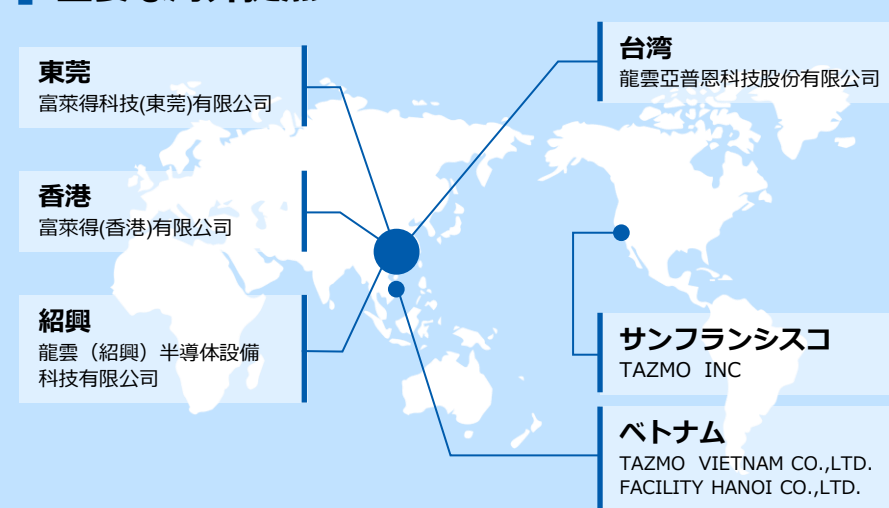 東莞
富萊得科技(東莞)有限公司
香港
富萊得(香港)有限公司
紹興
龍雲（紹興）半導体設備
科技有限公司
台湾
龍雲亞普恩科技股份有限公司
サンフランシスコ
TAZMO INC
ベトナム
TAZMO VIETNAM CO.,LTD.
FACILITY HANOI CO.,LTD.